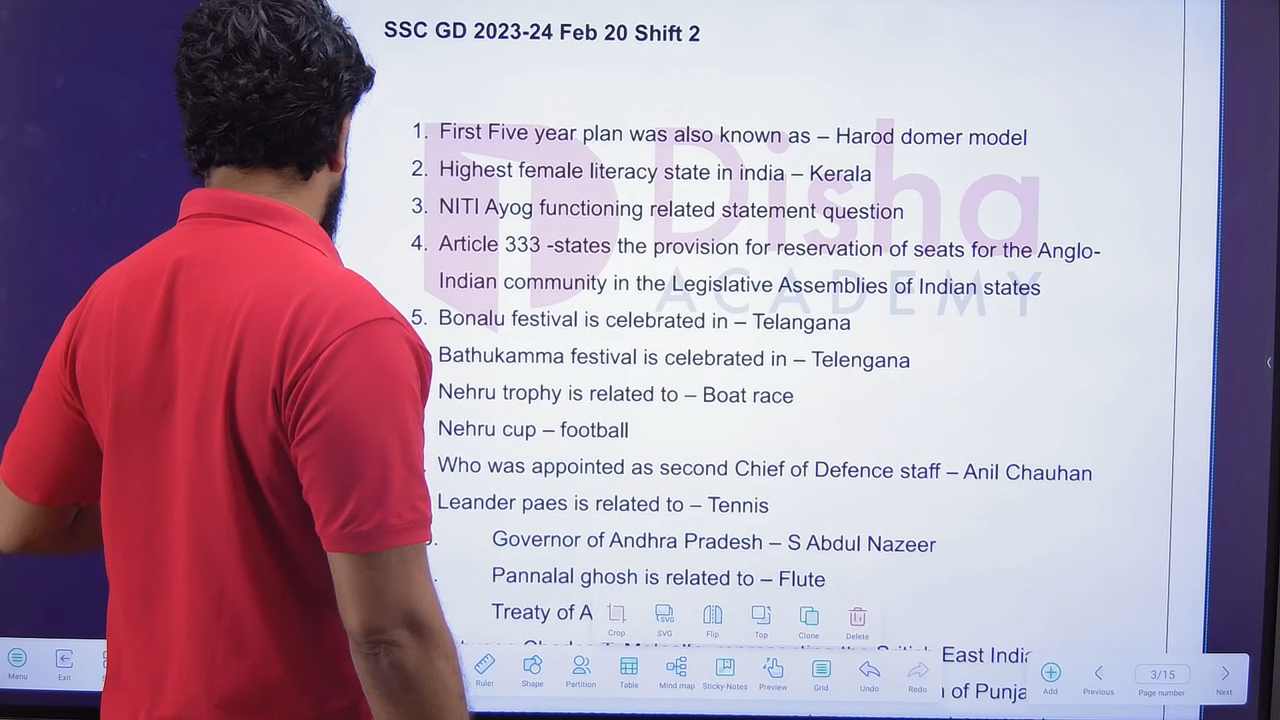 SSC GD 2023-24 Feb 20 Shift 2
1. First Five year plan was also known as – Harod domer model
2. Highest female literacy state in india – Kerala
3. NITI Ayog functioning related statement question
4. Article 333 -states the provision for reservation of seats for the Anglo-
Indian community in the Legislative Assemblies of Indian states
5. Bonalu festival is celebrated in – Telangana
Bathukamma festival is celebrated in – Telengana
Nehru trophy is related to – Boat race
Nehru cup – football
Who was appointed as second Chief of Defence staff – Anil Chauhan
Leander paes is related to – Tennis
Governor of Andhra Pradesh – S Abdul Nazeer
Pannalal ghosh is related to – Flute
Treaty of A
East India
of Punja
Disha
ACADEMY
Crop SVG Flip Top Clone Delete
Menu Exit Ruler Shape Partition Table Mind map Sticky-Notes Preview Grid Undo Redo Add Previous 3/15 Page number Next